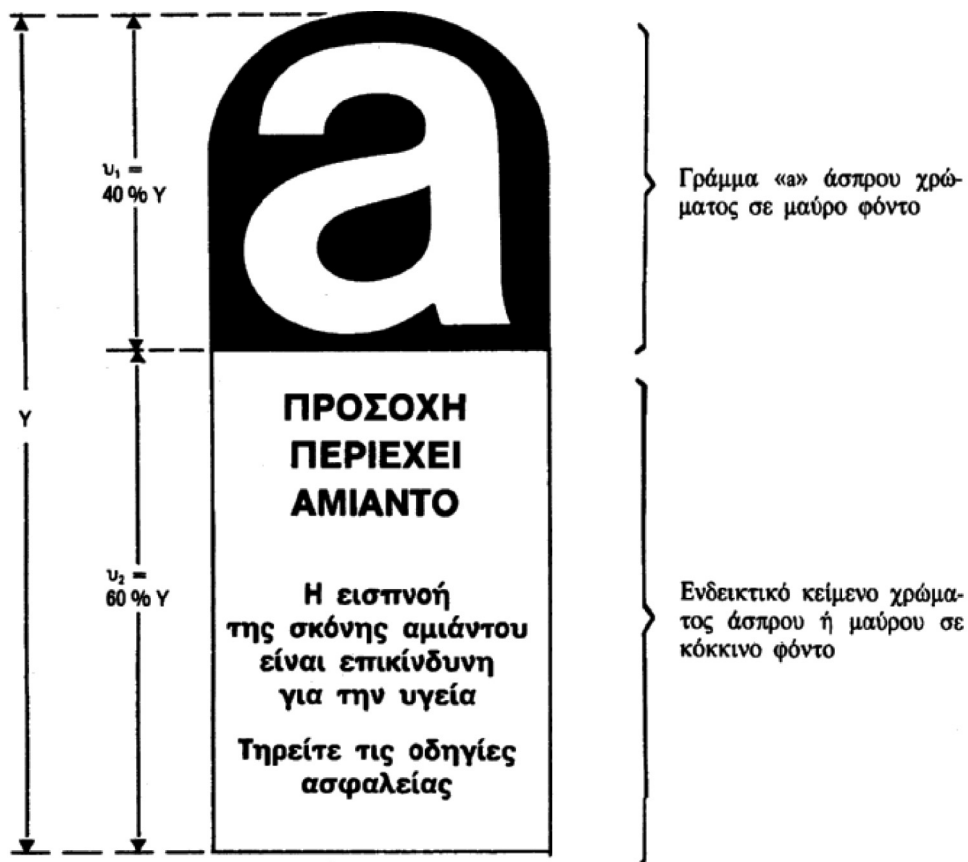 a
υ₁ =
40 % Υ
Γράμμα «a» άσπρου χρώ-
ματος σε μαύρο φόντο
Υ
ΠΡΟΣΟΧΗ
ΠΕΡΙΕΧΕΙ
ΑΜΙΑΝΤΟ
υ₂ =
60 % Υ
Η εισπνοή
της σκόνης αμιάντου
είναι επικίνδυνη
για την υγεία
Τηρείτε τις οδηγίες
ασφαλείας
Ενδεικτικό κείμενο χρώμα-
τος άσπρου ή μαύρου σε
κόκκινο φόντο